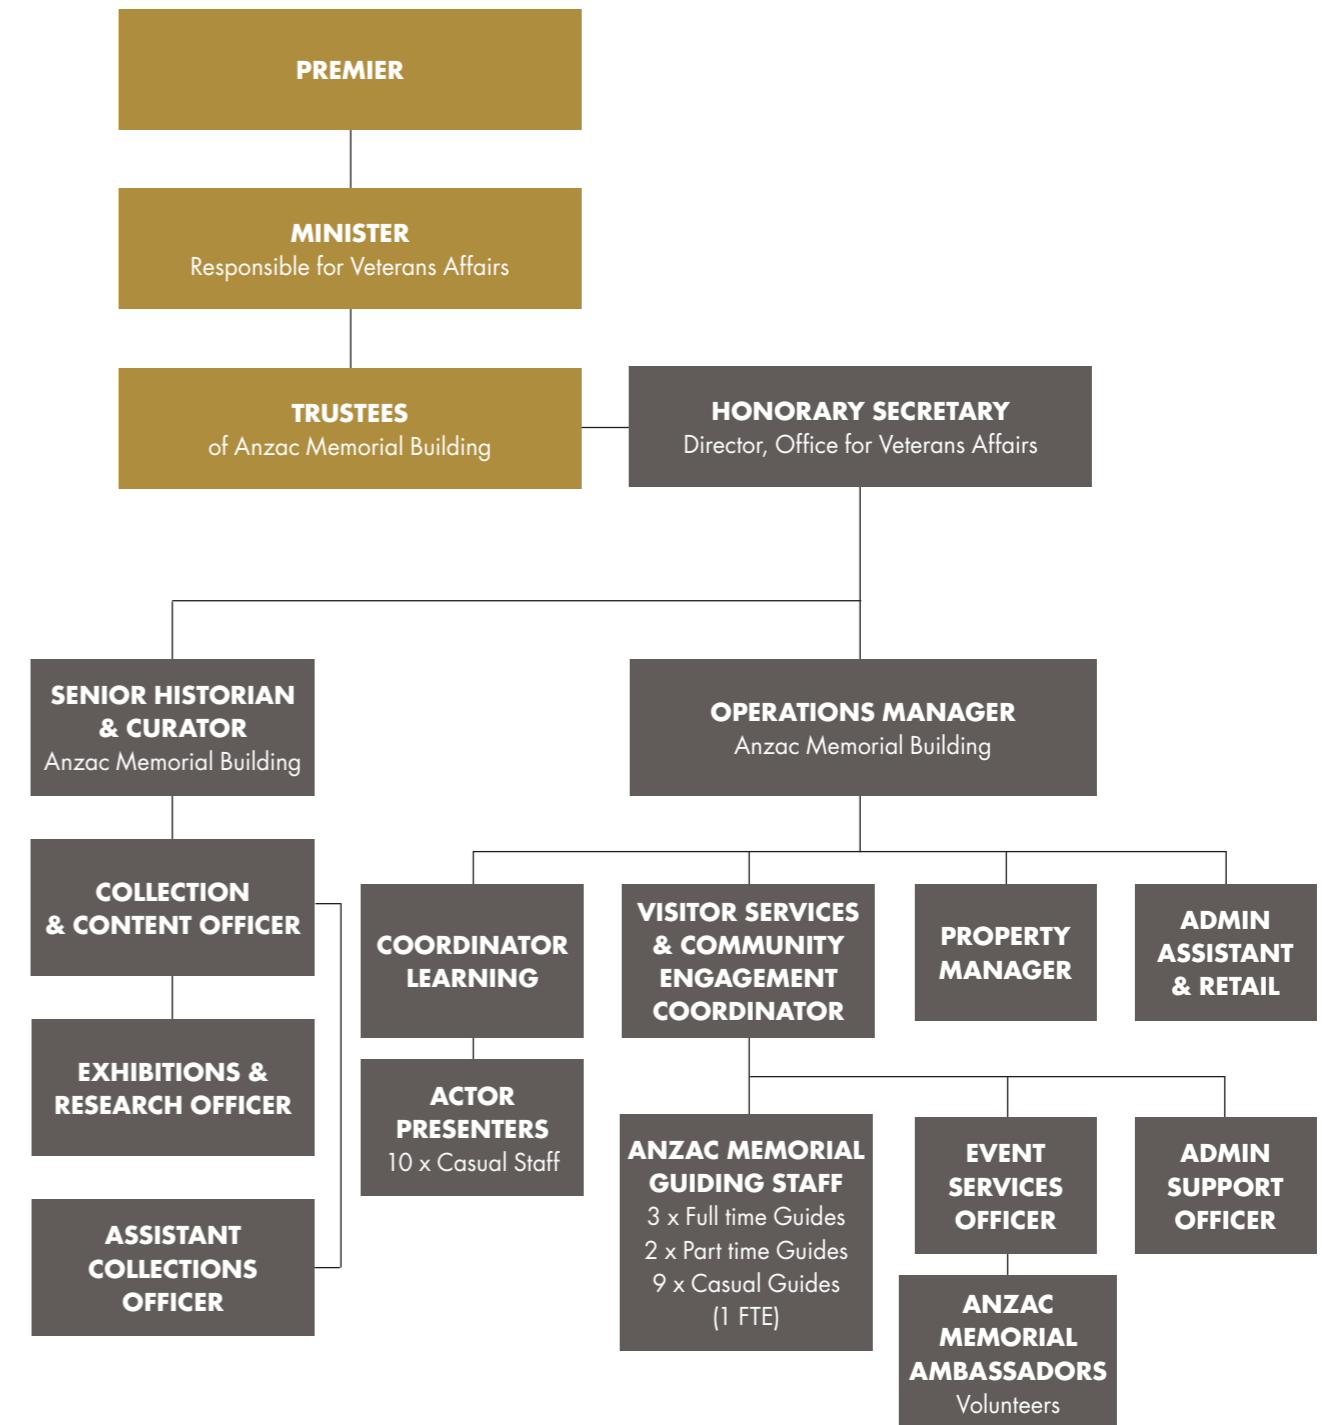 PREMIER
MINISTER
Responsible for Veterans Affairs
TRUSTEES
of Anzac Memorial Building
HONORARY SECRETARY
Director, Office for Veterans Affairs
SENIOR HISTORIAN
& CURATOR
Anzac Memorial Building
OPERATIONS MANAGER
Anzac Memorial Building
COLLECTION
& CONTENT OFFICER
EXHIBITIONS &
RESEARCH OFFICER
ASSISTANT
COLLECTIONS
OFFICER
COORDINATOR
LEARNING
ACTOR
PRESENTERS
10 x Casual Staff
VISITOR SERVICES
& COMMUNITY
ENGAGEMENT
COORDINATOR
PROPERTY
MANAGER
ADMIN
ASSISTANT
& RETAIL
ANZAC MEMORIAL
GUIDING STAFF
3 x Full time Guides
2 x Part time Guides
9 x Casual Guides
(1 FTE)
EVENT
SERVICES
OFFICER
ADMIN
SUPPORT
OFFICER
ANZAC
MEMORIAL
AMBASSADORS
Volunteers